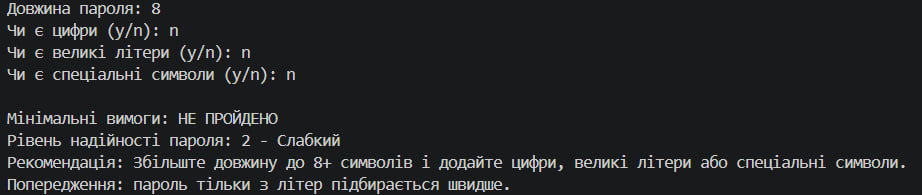 Довжина пароля: 8
Чи є цифри (y/n): n
Чи є великі літери (y/n): n
Чи є спеціальні символи (y/n): n
Мінімальні вимоги: НЕ ПРОЙДЕНО
Рівень надійності пароля: 2 - Слабкий
Рекомендація: Збільште довжину до 8+ символів і додайте цифри, великі літери або спеціальні символи.
Попередження: пароль тільки з літер підбирається швидше.